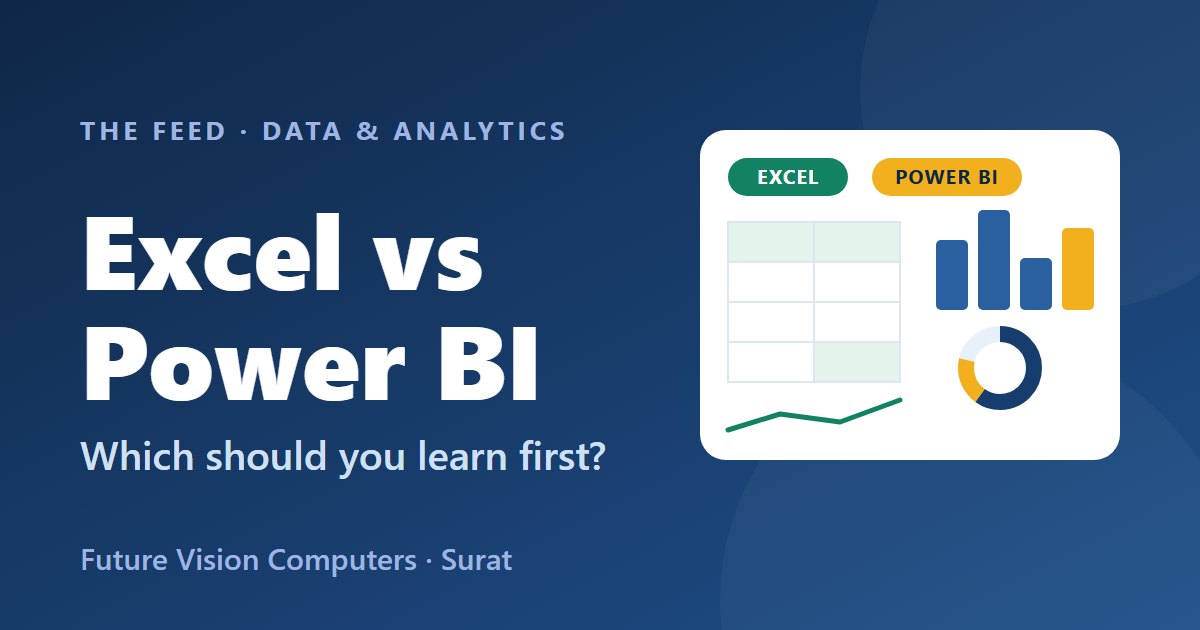 THE FEED · DATA & ANALYTICS
Excel vs
Power BI
Which should you learn first?
Future Vision Computers · Surat
EXCEL
POWER BI